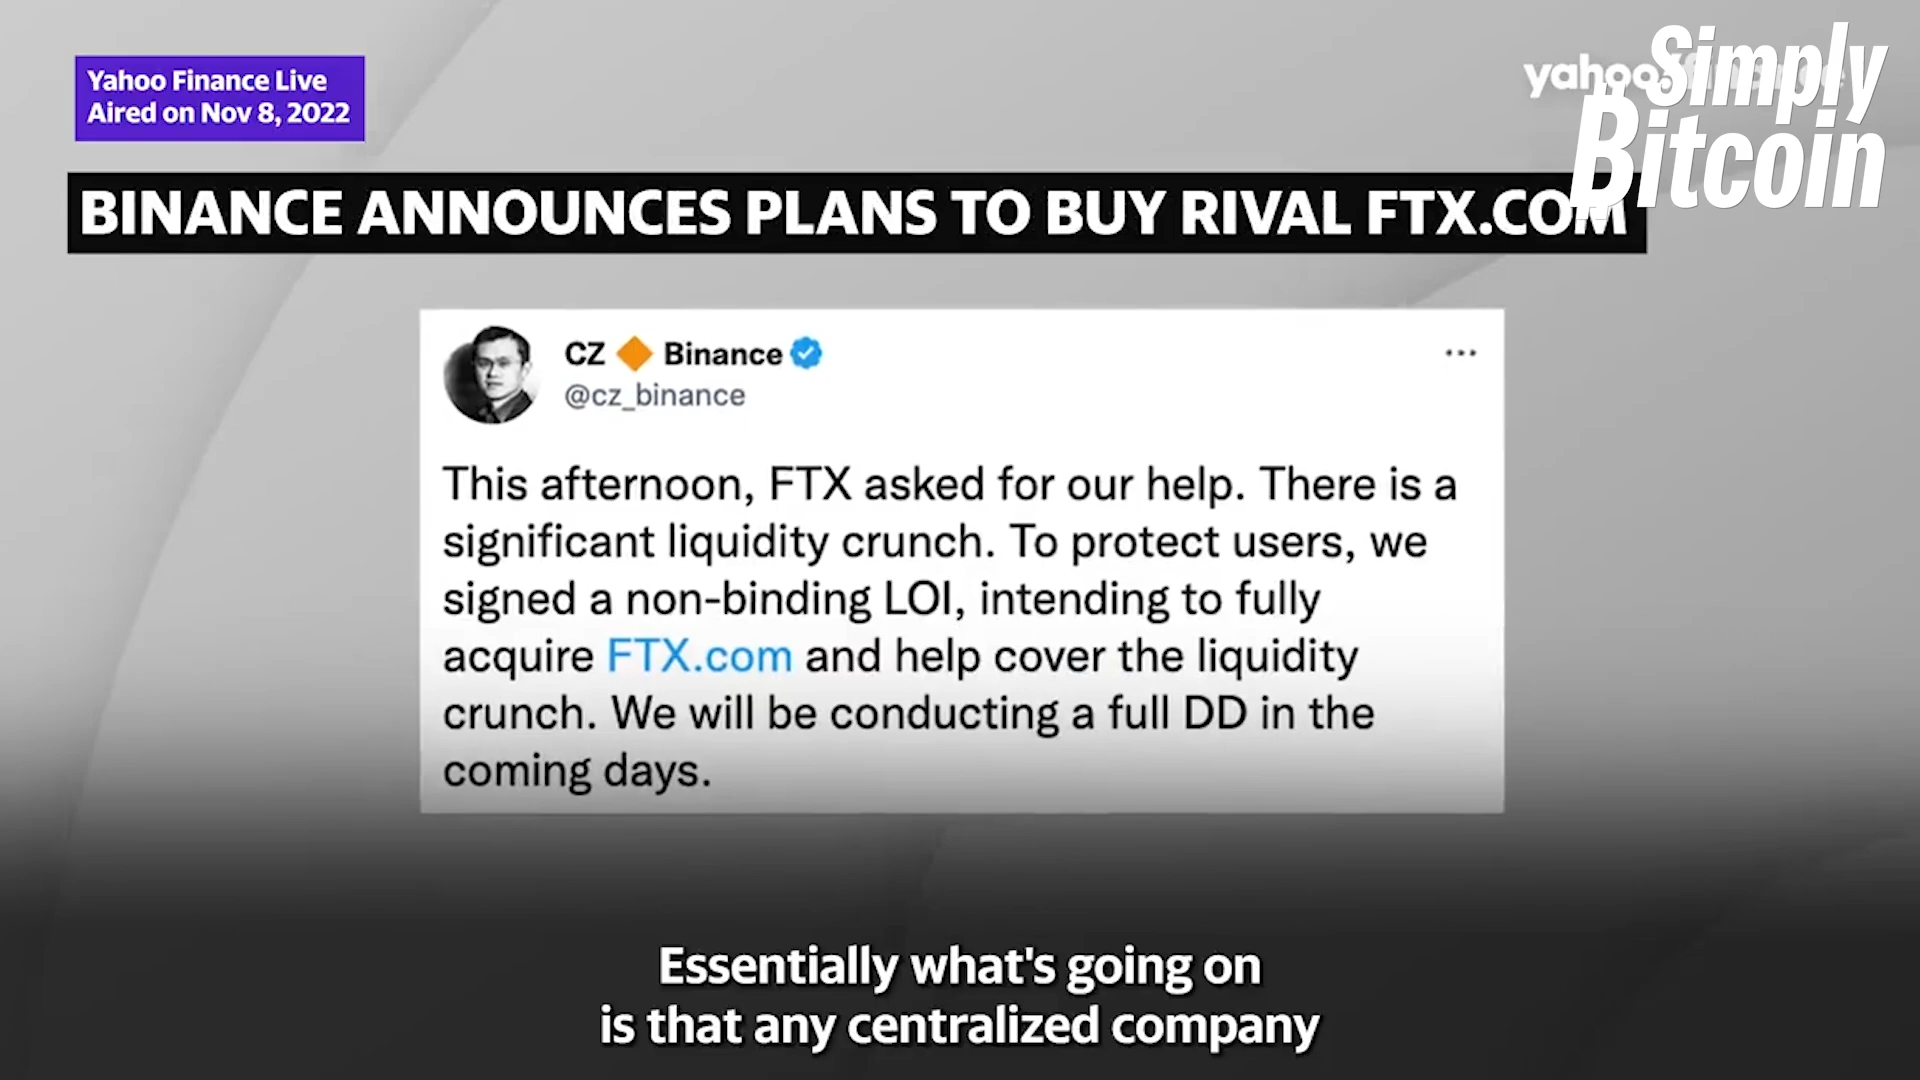 Yahoo Finance Live
Aired on Nov 8, 2022
yahoo
Simply
Bitcoin
BINANCE ANNOUNCES PLANS TO BUY RIVAL FTX.COM
CZ 🔶 Binance
@cz_binance
This afternoon, FTX asked for our help. There is a
significant liquidity crunch. To protect users, we
signed a non-binding LOI, intending to fully
acquire FTX.com and help cover the liquidity
crunch. We will be conducting a full DD in the
coming days.
Essentially what's going on
is that any centralized company